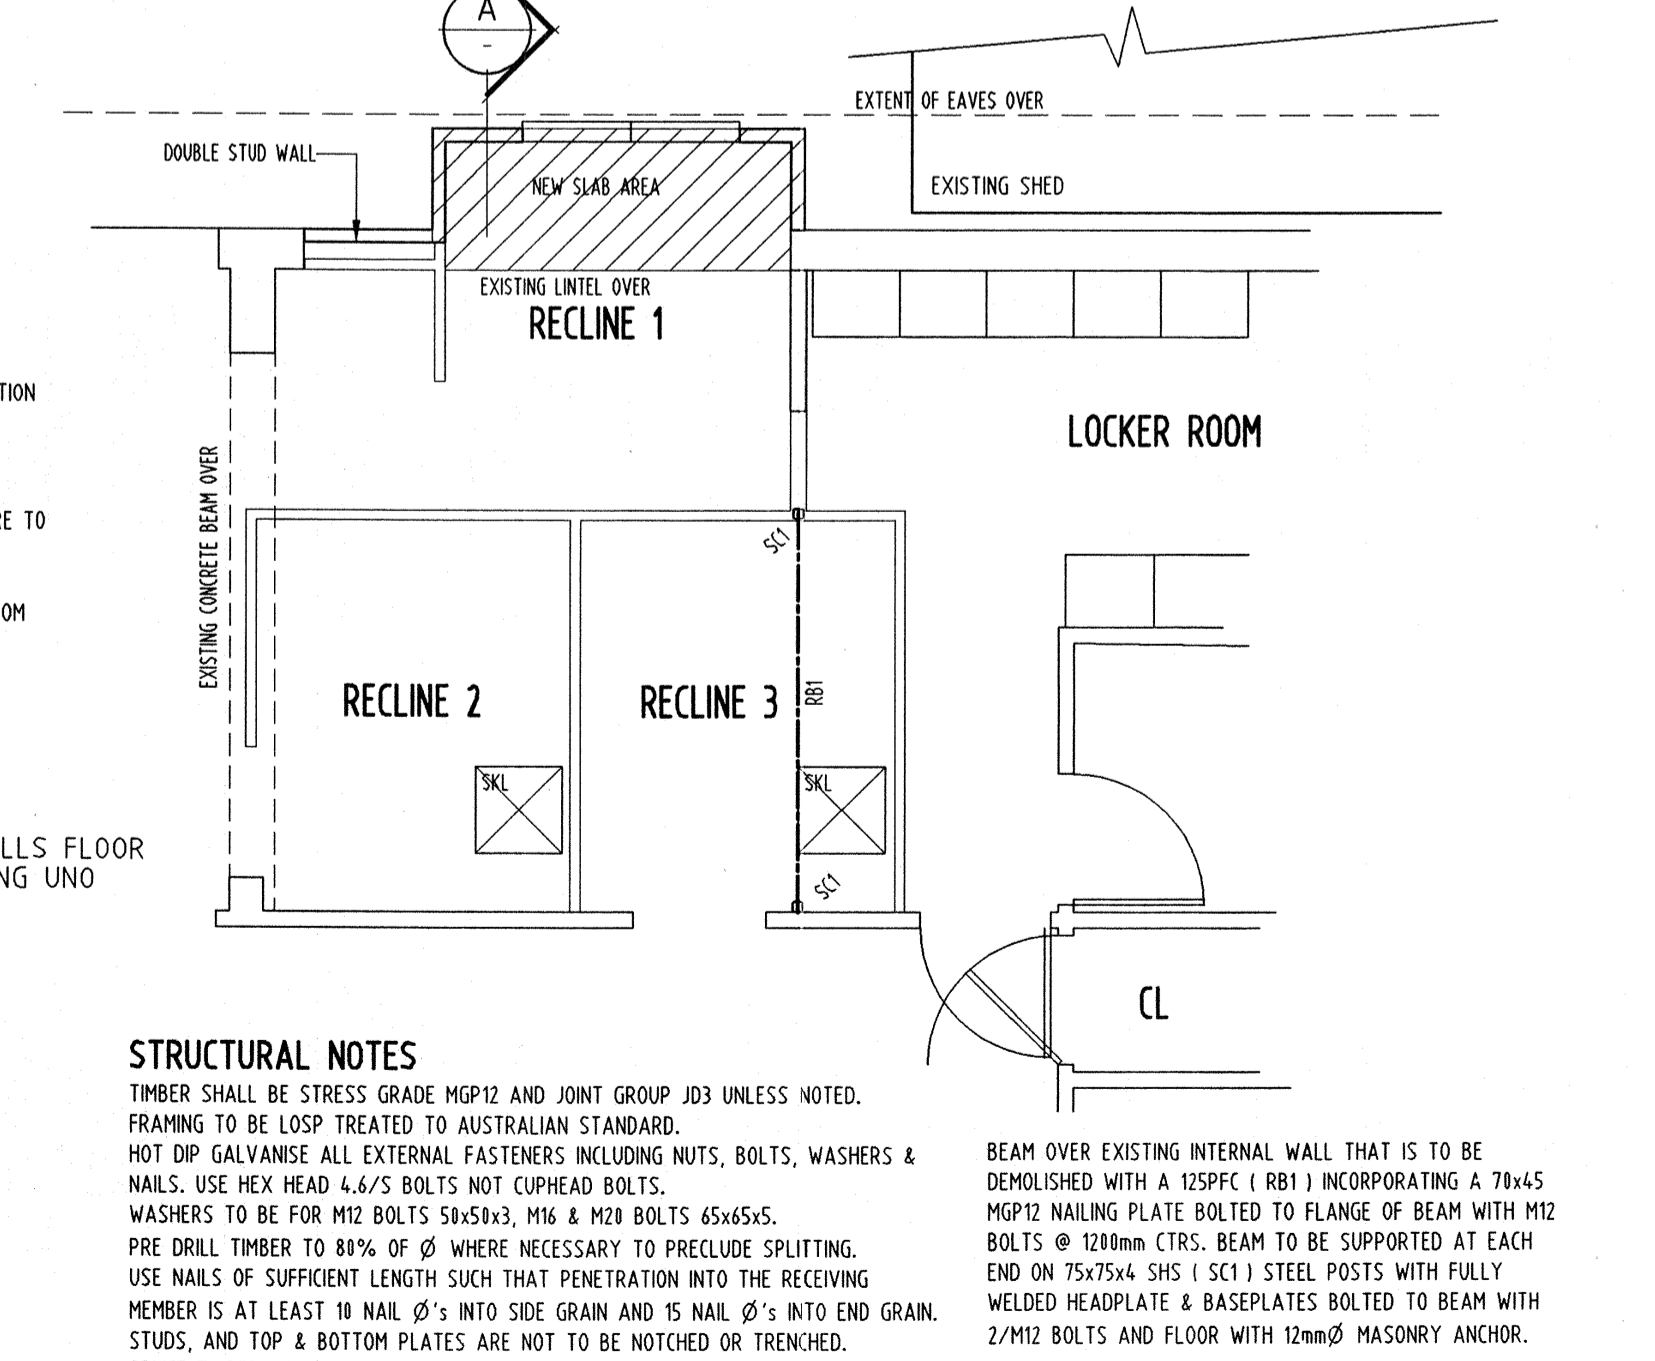 A
-
EXTENT OF EAVES OVER
DOUBLE STUD WALL
NEW SLAB AREA
EXISTING SHED
EXISTING LINTEL OVER
RECLINE 1
TION
LOCKER ROOM
EXISTING CONCRETE BEAM OVER
RE TO
SC1
OM
RECLINE 2
RECLINE 3
RB1
SKL
SKL
LLS FLOOR
NG UNO
SC1
CL
STRUCTURAL NOTES
TIMBER SHALL BE STRESS GRADE MGP12 AND JOINT GROUP JD3 UNLESS NOTED.
FRAMING TO BE LOSP TREATED TO AUSTRALIAN STANDARD.
HOT DIP GALVANISE ALL EXTERNAL FASTENERS INCLUDING NUTS, BOLTS, WASHERS &
NAILS. USE HEX HEAD 4.6/S BOLTS NOT CUPHEAD BOLTS.
WASHERS TO BE FOR M12 BOLTS 50x50x3, M16 & M20 BOLTS 65x65x5.
PRE DRILL TIMBER TO 80% OF Ø WHERE NECESSARY TO PRECLUDE SPLITTING.
USE NAILS OF SUFFICIENT LENGTH SUCH THAT PENETRATION INTO THE RECEIVING
MEMBER IS AT LEAST 10 NAIL Ø's INTO SIDE GRAIN AND 15 NAIL Ø's INTO END GRAIN.
STUDS, AND TOP & BOTTOM PLATES ARE NOT TO BE NOTCHED OR TRENCHED.
BEAM OVER EXISTING INTERNAL WALL THAT IS TO BE
DEMOLISHED WITH A 125PFC ( RB1 ) INCORPORATING A 70x45
MGP12 NAILING PLATE BOLTED TO FLANGE OF BEAM WITH M12
BOLTS @ 1200mm CTRS. BEAM TO BE SUPPORTED AT EACH
END ON 75x75x4 SHS ( SC1 ) STEEL POSTS WITH FULLY
WELDED HEADPLATE & BASEPLATES BOLTED TO BEAM WITH
2/M12 BOLTS AND FLOOR WITH 12mmØ MASONRY ANCHOR.